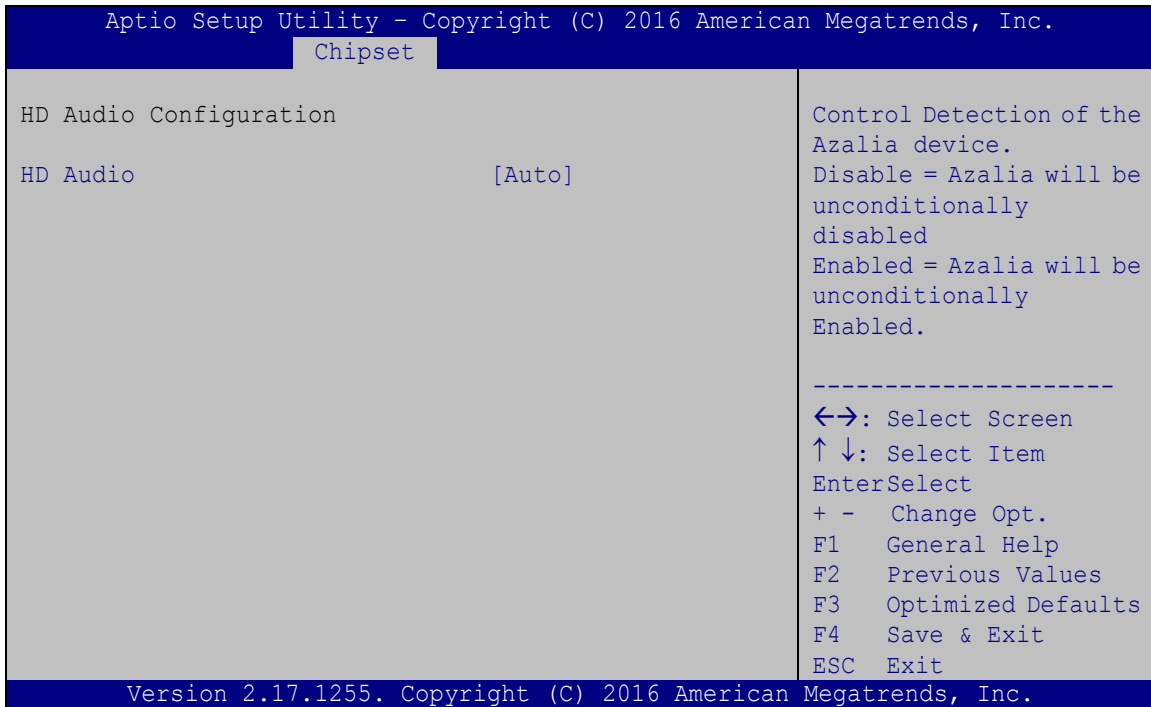 Aptio Setup Utility – Copyright (C) 2016 American Megatrends, Inc.
Chipset
HD Audio Configuration
HD Audio [Auto]
Control Detection of the
Azalia device.
Disable = Azalia will be
unconditionally
disabled
Enabled = Azalia will be
unconditionally
Enabled.
---------------------
←→: Select Screen
↑ ↓: Select Item
EnterSelect
+ - Change Opt.
F1 General Help
F2 Previous Values
F3 Optimized Defaults
F4 Save & Exit
ESC Exit
Version 2.17.1255. Copyright (C) 2016 American Megatrends, Inc.